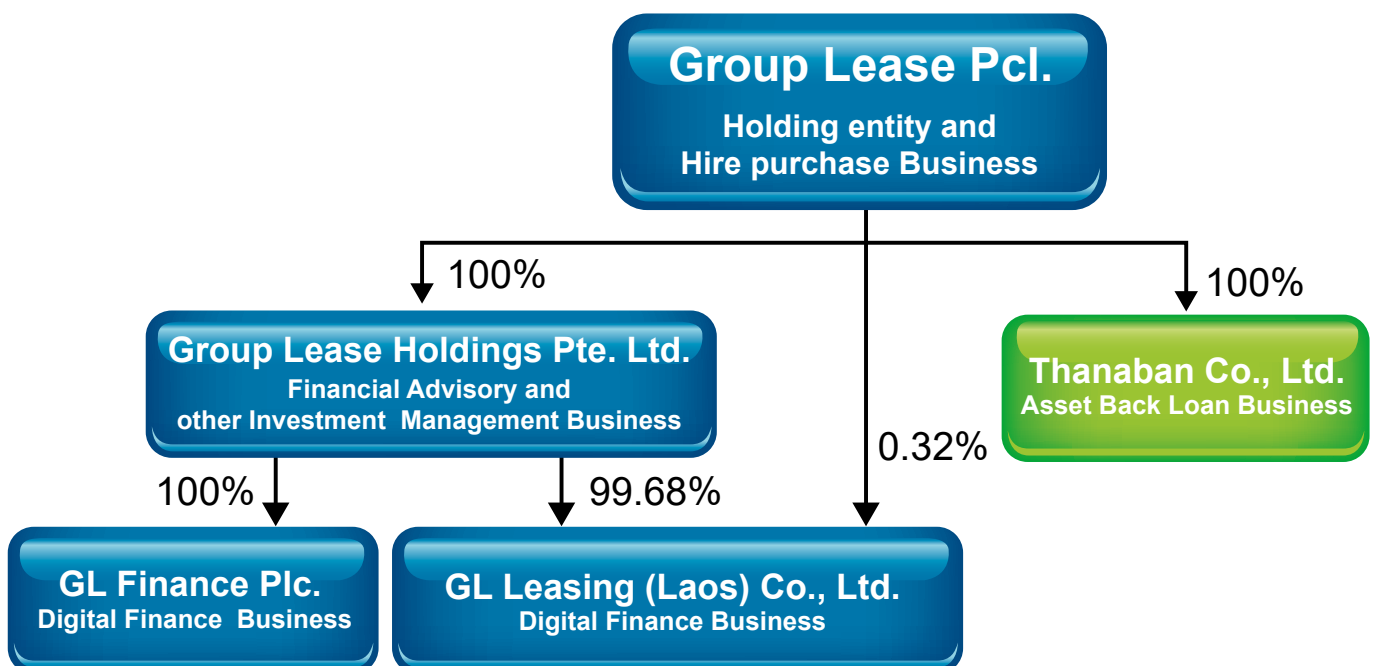 Group Lease Pcl.
Holding entity and
Hire purchase Business
100%
100%
Group Lease Holdings Pte. Ltd.
Financial Advisory and
other Investment Management Business
Thanaban Co., Ltd.
Asset Back Loan Business
0.32%
100%
99.68%
GL Finance Plc.
Digital Finance Business
GL Leasing (Laos) Co., Ltd.
Digital Finance Business